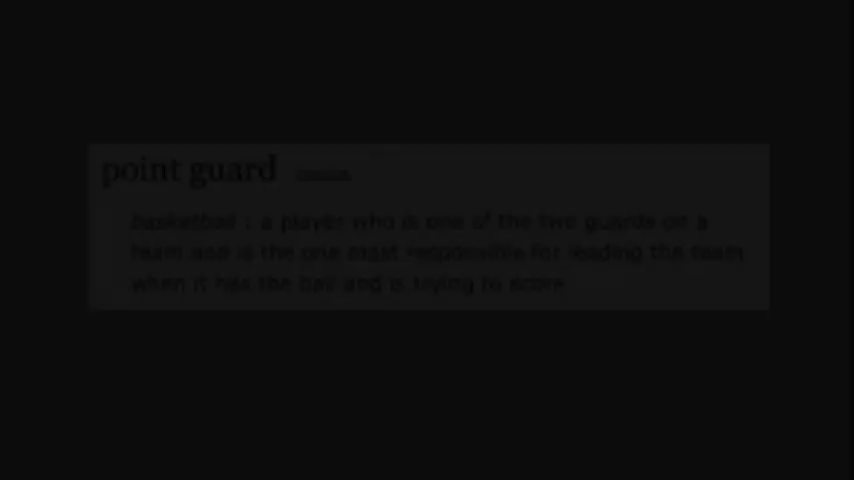 point guard
basketball : a player who is one of the two guards on a
team and is the one most responsible for leading the team
when it has the ball and is trying to score